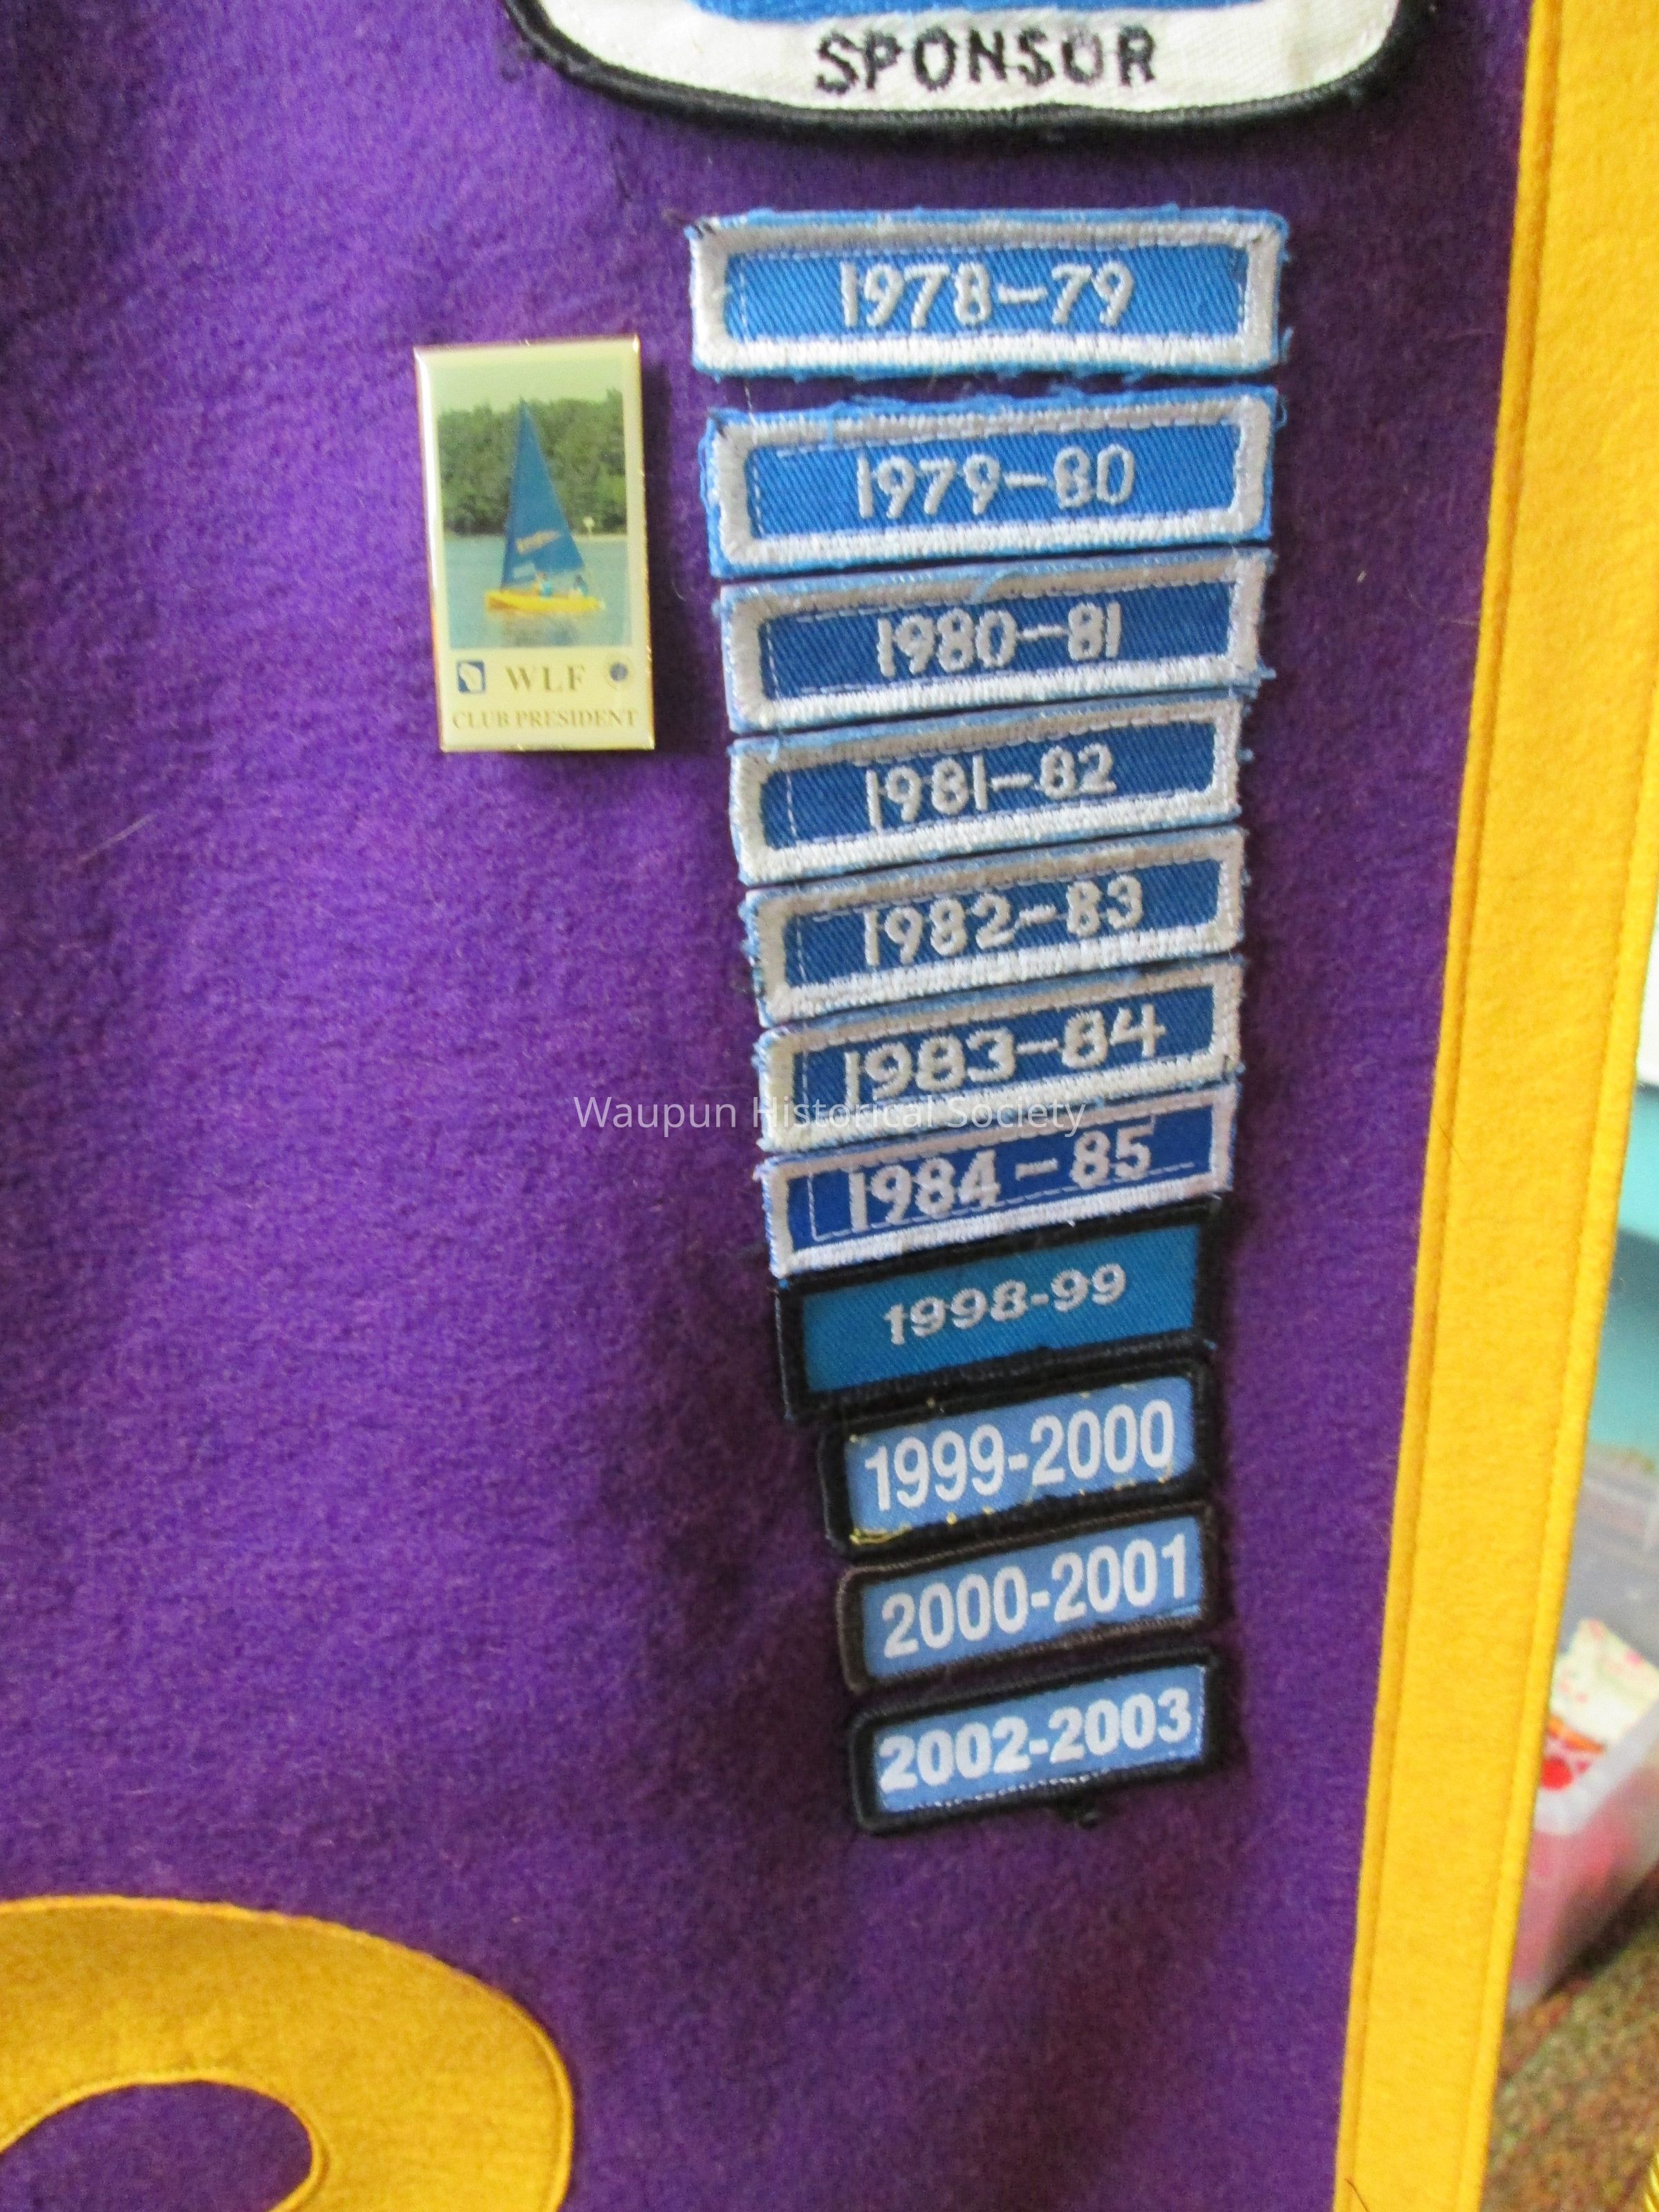 SPONSOR
1978-79
1979-80
1980-81
WLF
CLUB PRESIDENT
1981-82
1982-83
1983-84
Waupun Historical Society
1984-85
1998-99
1999-2000
2000-2001
2002-2003